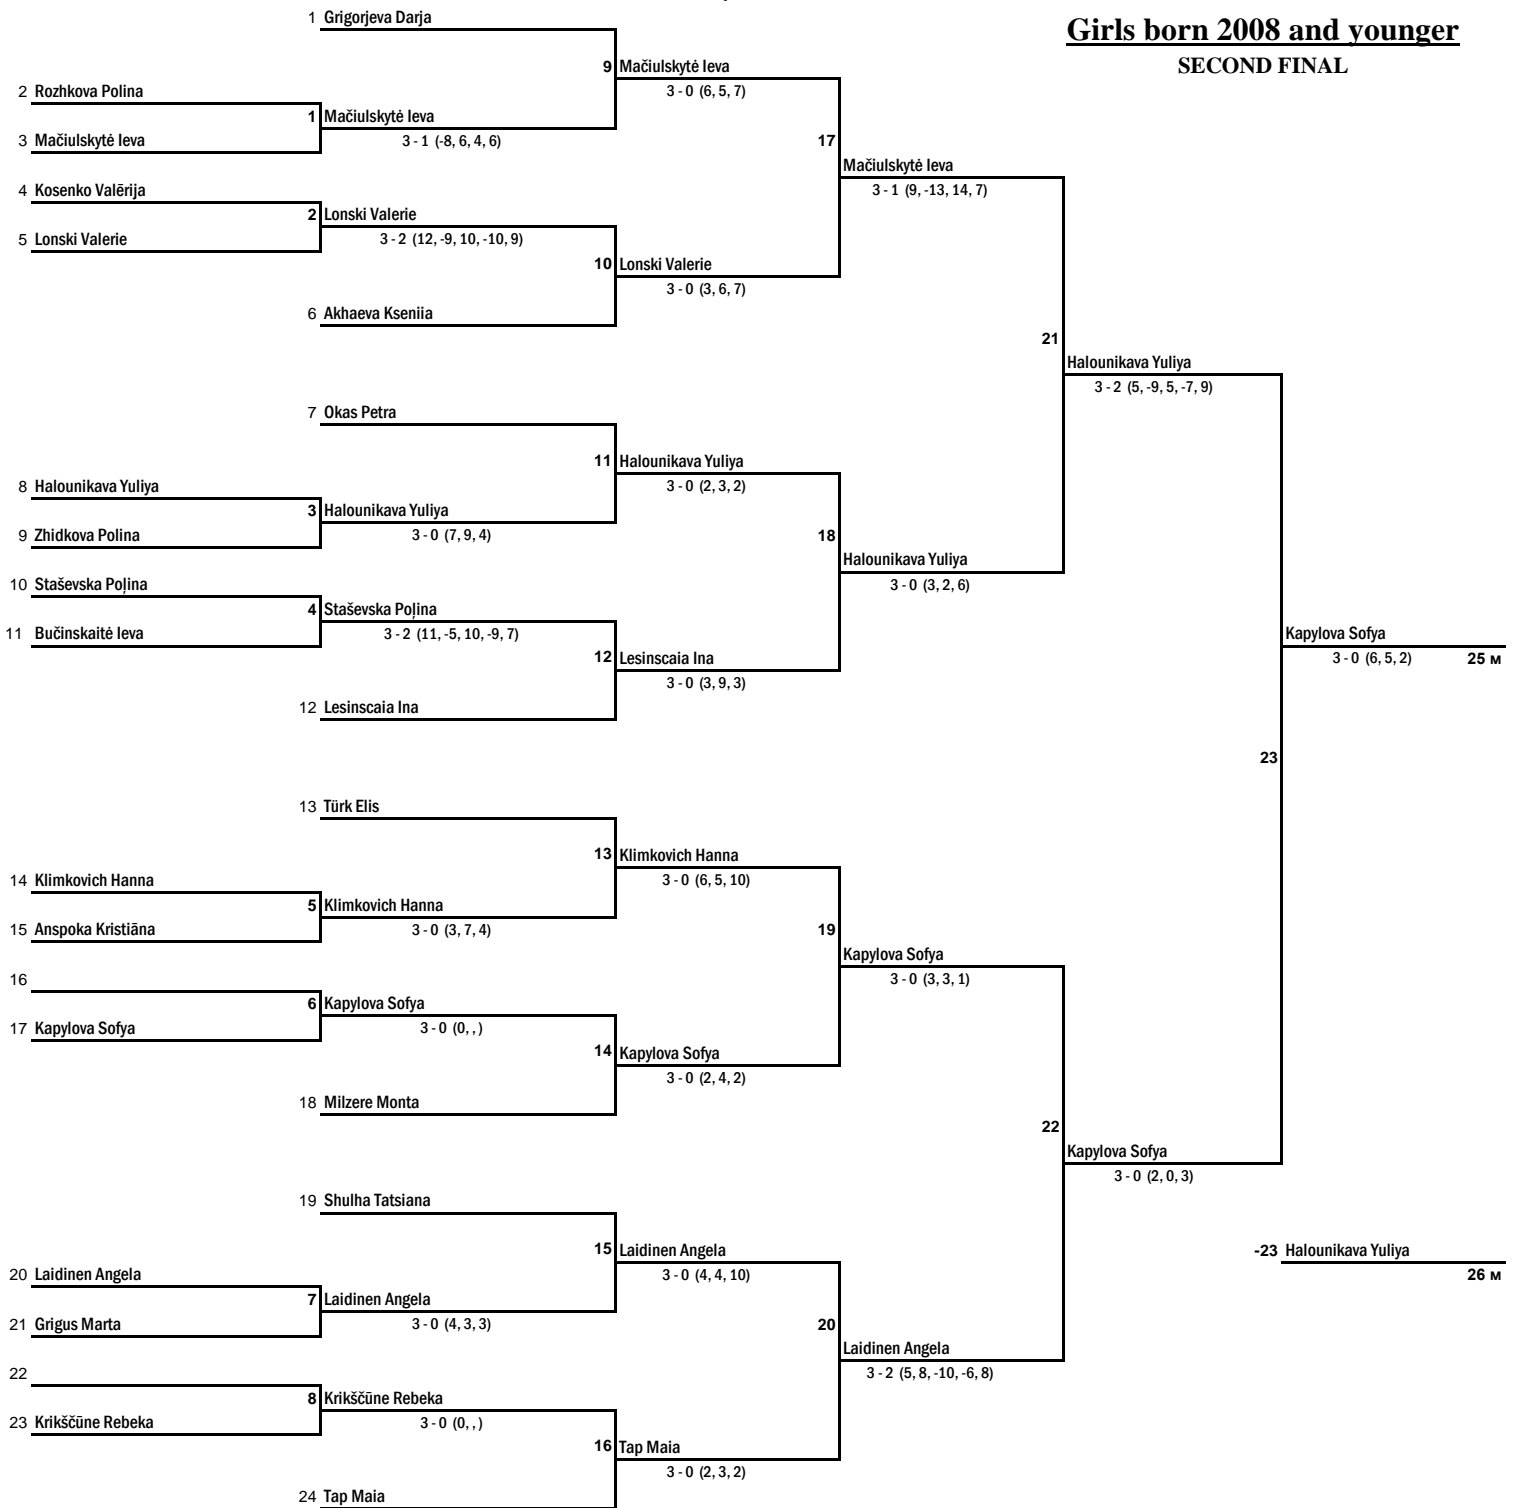 Girls born 2008 and younger
SECOND FINAL
1 Grigorjeva Darja
9 Mačiulskytė Ieva
3 - 0 (6, 5, 7)
2 Rozhkova Polina
1 Mačiulskytė Ieva
3 - 1 (-8, 6, 4, 6)
3 Mačiulskytė Ieva
17
Mačiulskytė Ieva
3 - 1 (9, -13, 14, 7)
4 Kosenko Valērija
2 Lonski Valerie
3 - 2 (12, -9, 10, -10, 9)
5 Lonski Valerie
10 Lonski Valerie
3 - 0 (3, 6, 7)
6 Akhaeva Kseniia
21
Halounikava Yuliya
3 - 2 (5, -9, 5, -7, 9)
7 Okas Petra
11 Halounikava Yuliya
3 - 0 (2, 3, 2)
8 Halounikava Yuliya
3 Halounikava Yuliya
3 - 0 (7, 9, 4)
9 Zhidkova Polina
18
Halounikava Yuliya
3 - 0 (3, 2, 6)
10 Staševska Poļina
4 Staševska Poļina
3 - 2 (11, -5, 10, -9, 7)
11 Bučinskaitė Ieva
12 Lesinscaia Ina
3 - 0 (3, 9, 3)
12 Lesinscaia Ina
Kapylova Sofya
3 - 0 (6, 5, 2) 25 м
23
13 Türk Elis
13 Klimkovich Hanna
3 - 0 (6, 5, 10)
14 Klimkovich Hanna
5 Klimkovich Hanna
3 - 0 (3, 7, 4)
15 Anspoka Kristiāna
19
Kapylova Sofya
3 - 0 (3, 3, 1)
16
6 Kapylova Sofya
3 - 0 (0, , )
17 Kapylova Sofya
14 Kapylova Sofya
3 - 0 (2, 4, 2)
18 Milzere Monta
22
Kapylova Sofya
3 - 0 (2, 0, 3)
19 Shulha Tatsiana
15 Laidinen Angela
3 - 0 (4, 4, 10)
-23 Halounikava Yuliya
26 м
20 Laidinen Angela
7 Laidinen Angela
3 - 0 (4, 3, 3)
21 Grigus Marta
20
Laidinen Angela
3 - 2 (5, 8, -10, -6, 8)
22
8 Krikščūne Rebeka
3 - 0 (0, , )
23 Krikščūne Rebeka
16 Tap Maia
3 - 0 (2, 3, 2)
24 Tap Maia